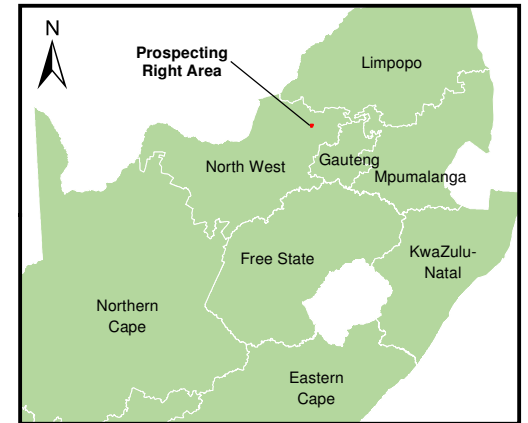 N
Prospecting
Right Area
Limpopo
North West
Gauteng
Mpumalanga
Free State
KwaZulu-
Natal
Northern
Cape
Eastern
Cape